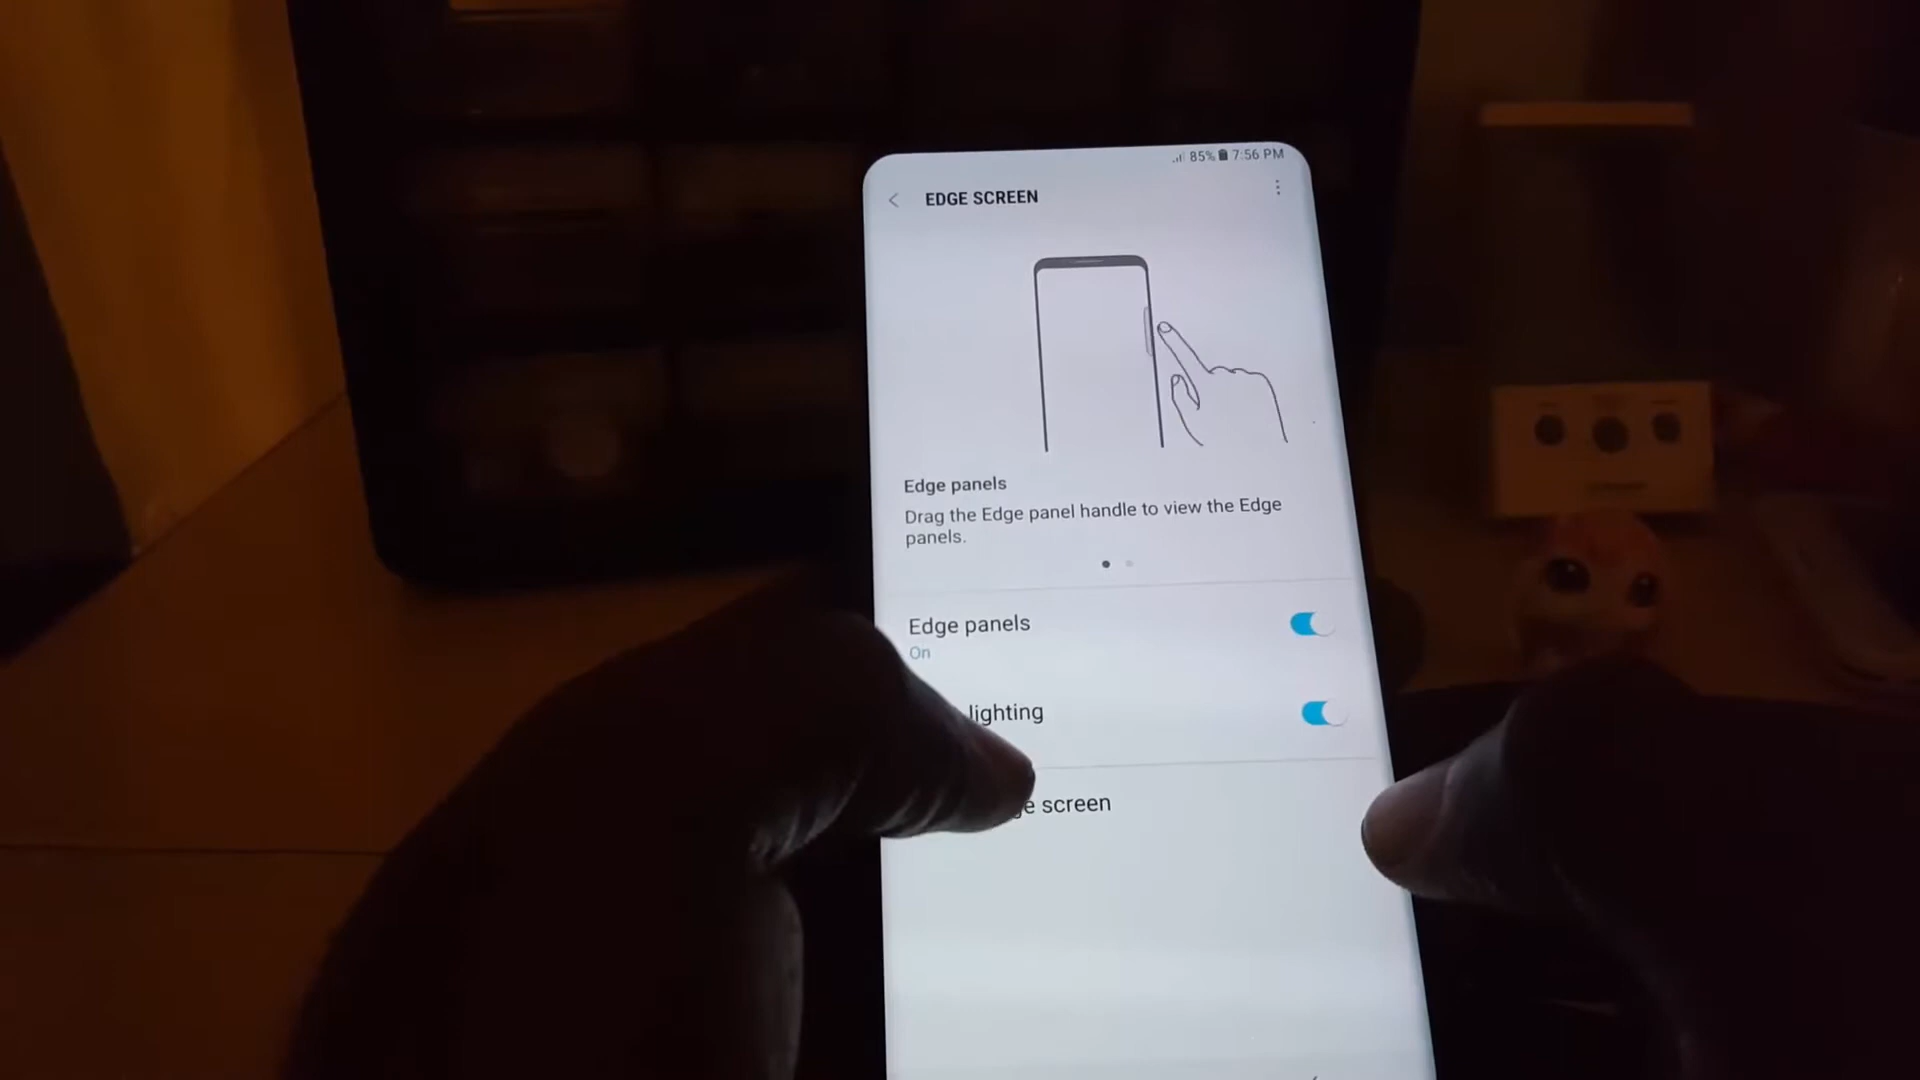 85% 7:56 PM
EDGE SCREEN
Edge panels
Drag the Edge panel handle to view the Edge
panels.
Edge panels
On
lighting
screen